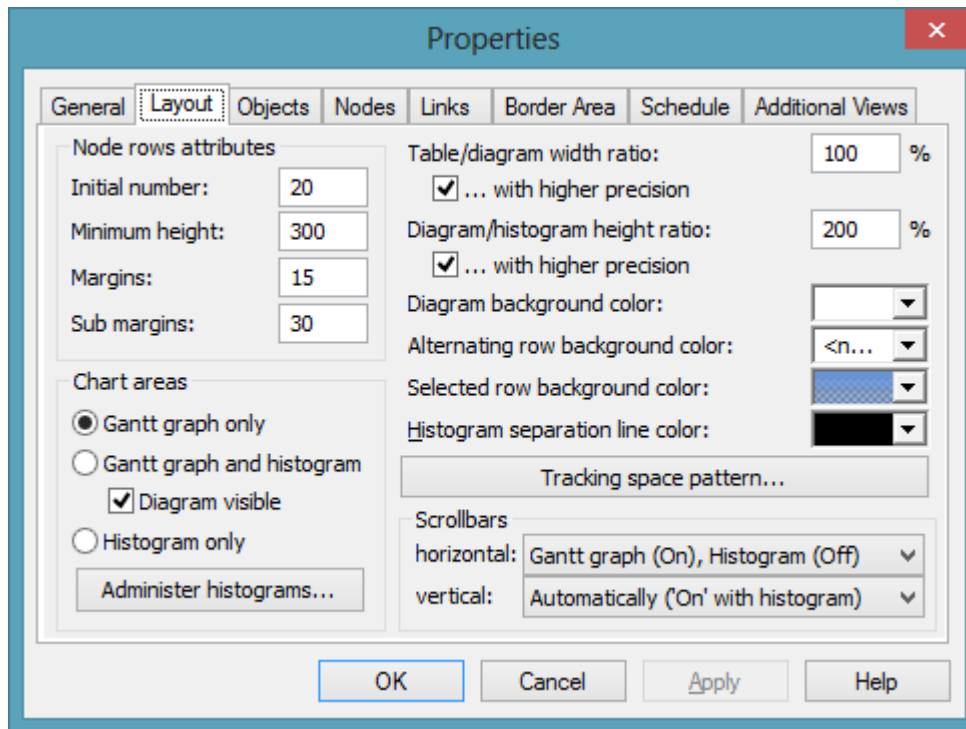 Properties
General Layout Objects Nodes Links Border Area Schedule Additional Views
Node rows attributes
Initial number: 20
Minimum height: 300
Margins: 15
Sub margins: 30
Chart areas
Gantt graph only
Gantt graph and histogram
Diagram visible
Histogram only
Administer histograms...
Table/diagram width ratio: 100 %
... with higher precision
Diagram/histogram height ratio: 200 %
... with higher precision
Diagram background color:
Alternating row background color: <n...
Selected row background color:
Histogram separation line color:
Tracking space pattern...
Scrollbars
horizontal: Gantt graph (On), Histogram (Off)
vertical: Automatically ('On' with histogram)
OK Cancel Apply Help